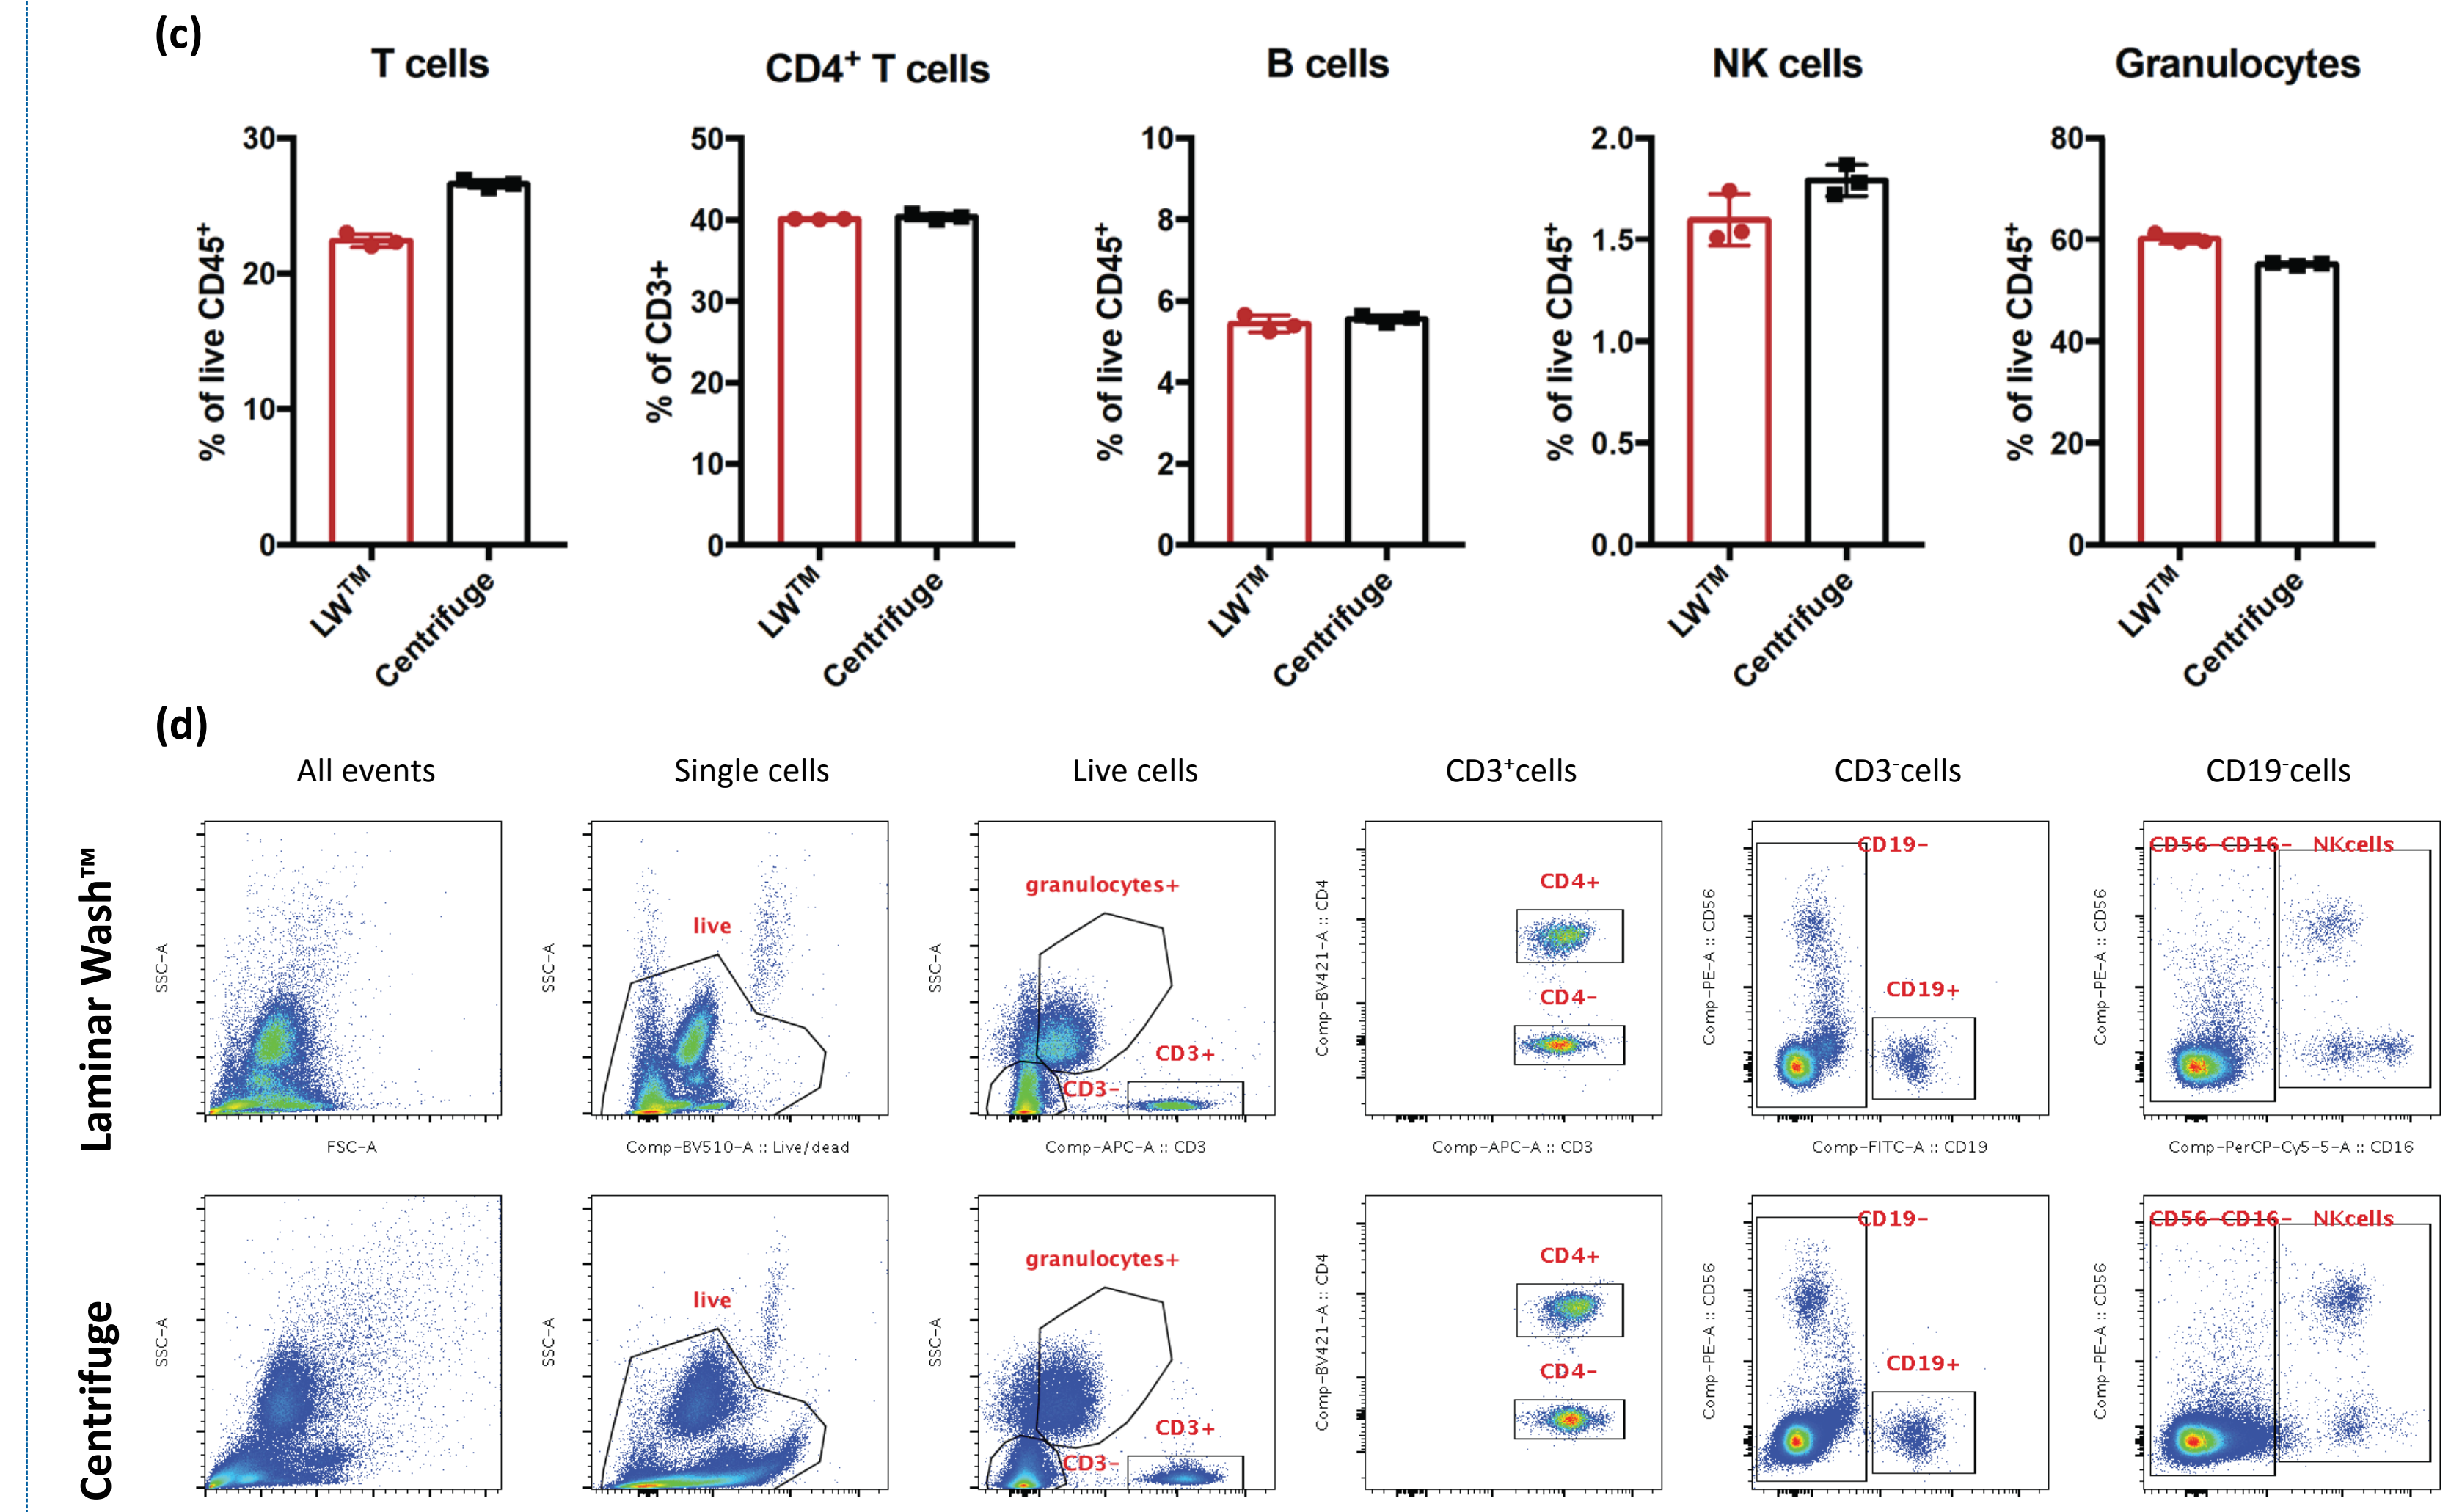 (c)
T cells
CD4⁺ T cells
B cells
NK cells
Granulocytes
% of live CD45⁺
30
20
10
0
LW™
Centrifuge
% of CD3+
50
40
30
20
10
0
LW™
Centrifuge
% of live CD45⁺
10
8
6
4
2
0
LW™
Centrifuge
% of live CD45⁺
2.0
1.5
1.0
0.5
0.0
LW™
Centrifuge
% of live CD45⁺
80
60
40
20
0
LW™
Centrifuge
(d)
All events
Single cells
Live cells
CD3⁺cells
CD3⁻cells
CD19⁻cells
Laminar Wash™
SSC-A
FSC-A
SSC-A
live
Comp-BV510-A :: Live/dead
SSC-A
granulocytes+
CD3+
CD3-
Comp-APC-A :: CD3
Comp-BV421-A :: CD4
CD4+
CD4-
Comp-APC-A :: CD3
Comp-PE-A :: CD56
CD19-
CD19+
Comp-FITC-A :: CD19
Comp-PE-A :: CD56
CD56-CD16-
NKcells
Comp-PerCP-Cy5-5-A :: CD16
Centrifuge
SSC-A
SSC-A
live
SSC-A
granulocytes+
CD3+
CD3-
Comp-BV421-A :: CD4
CD4+
CD4-
Comp-PE-A :: CD56
CD19-
CD19+
Comp-PE-A :: CD56
CD56-CD16-
NKcells